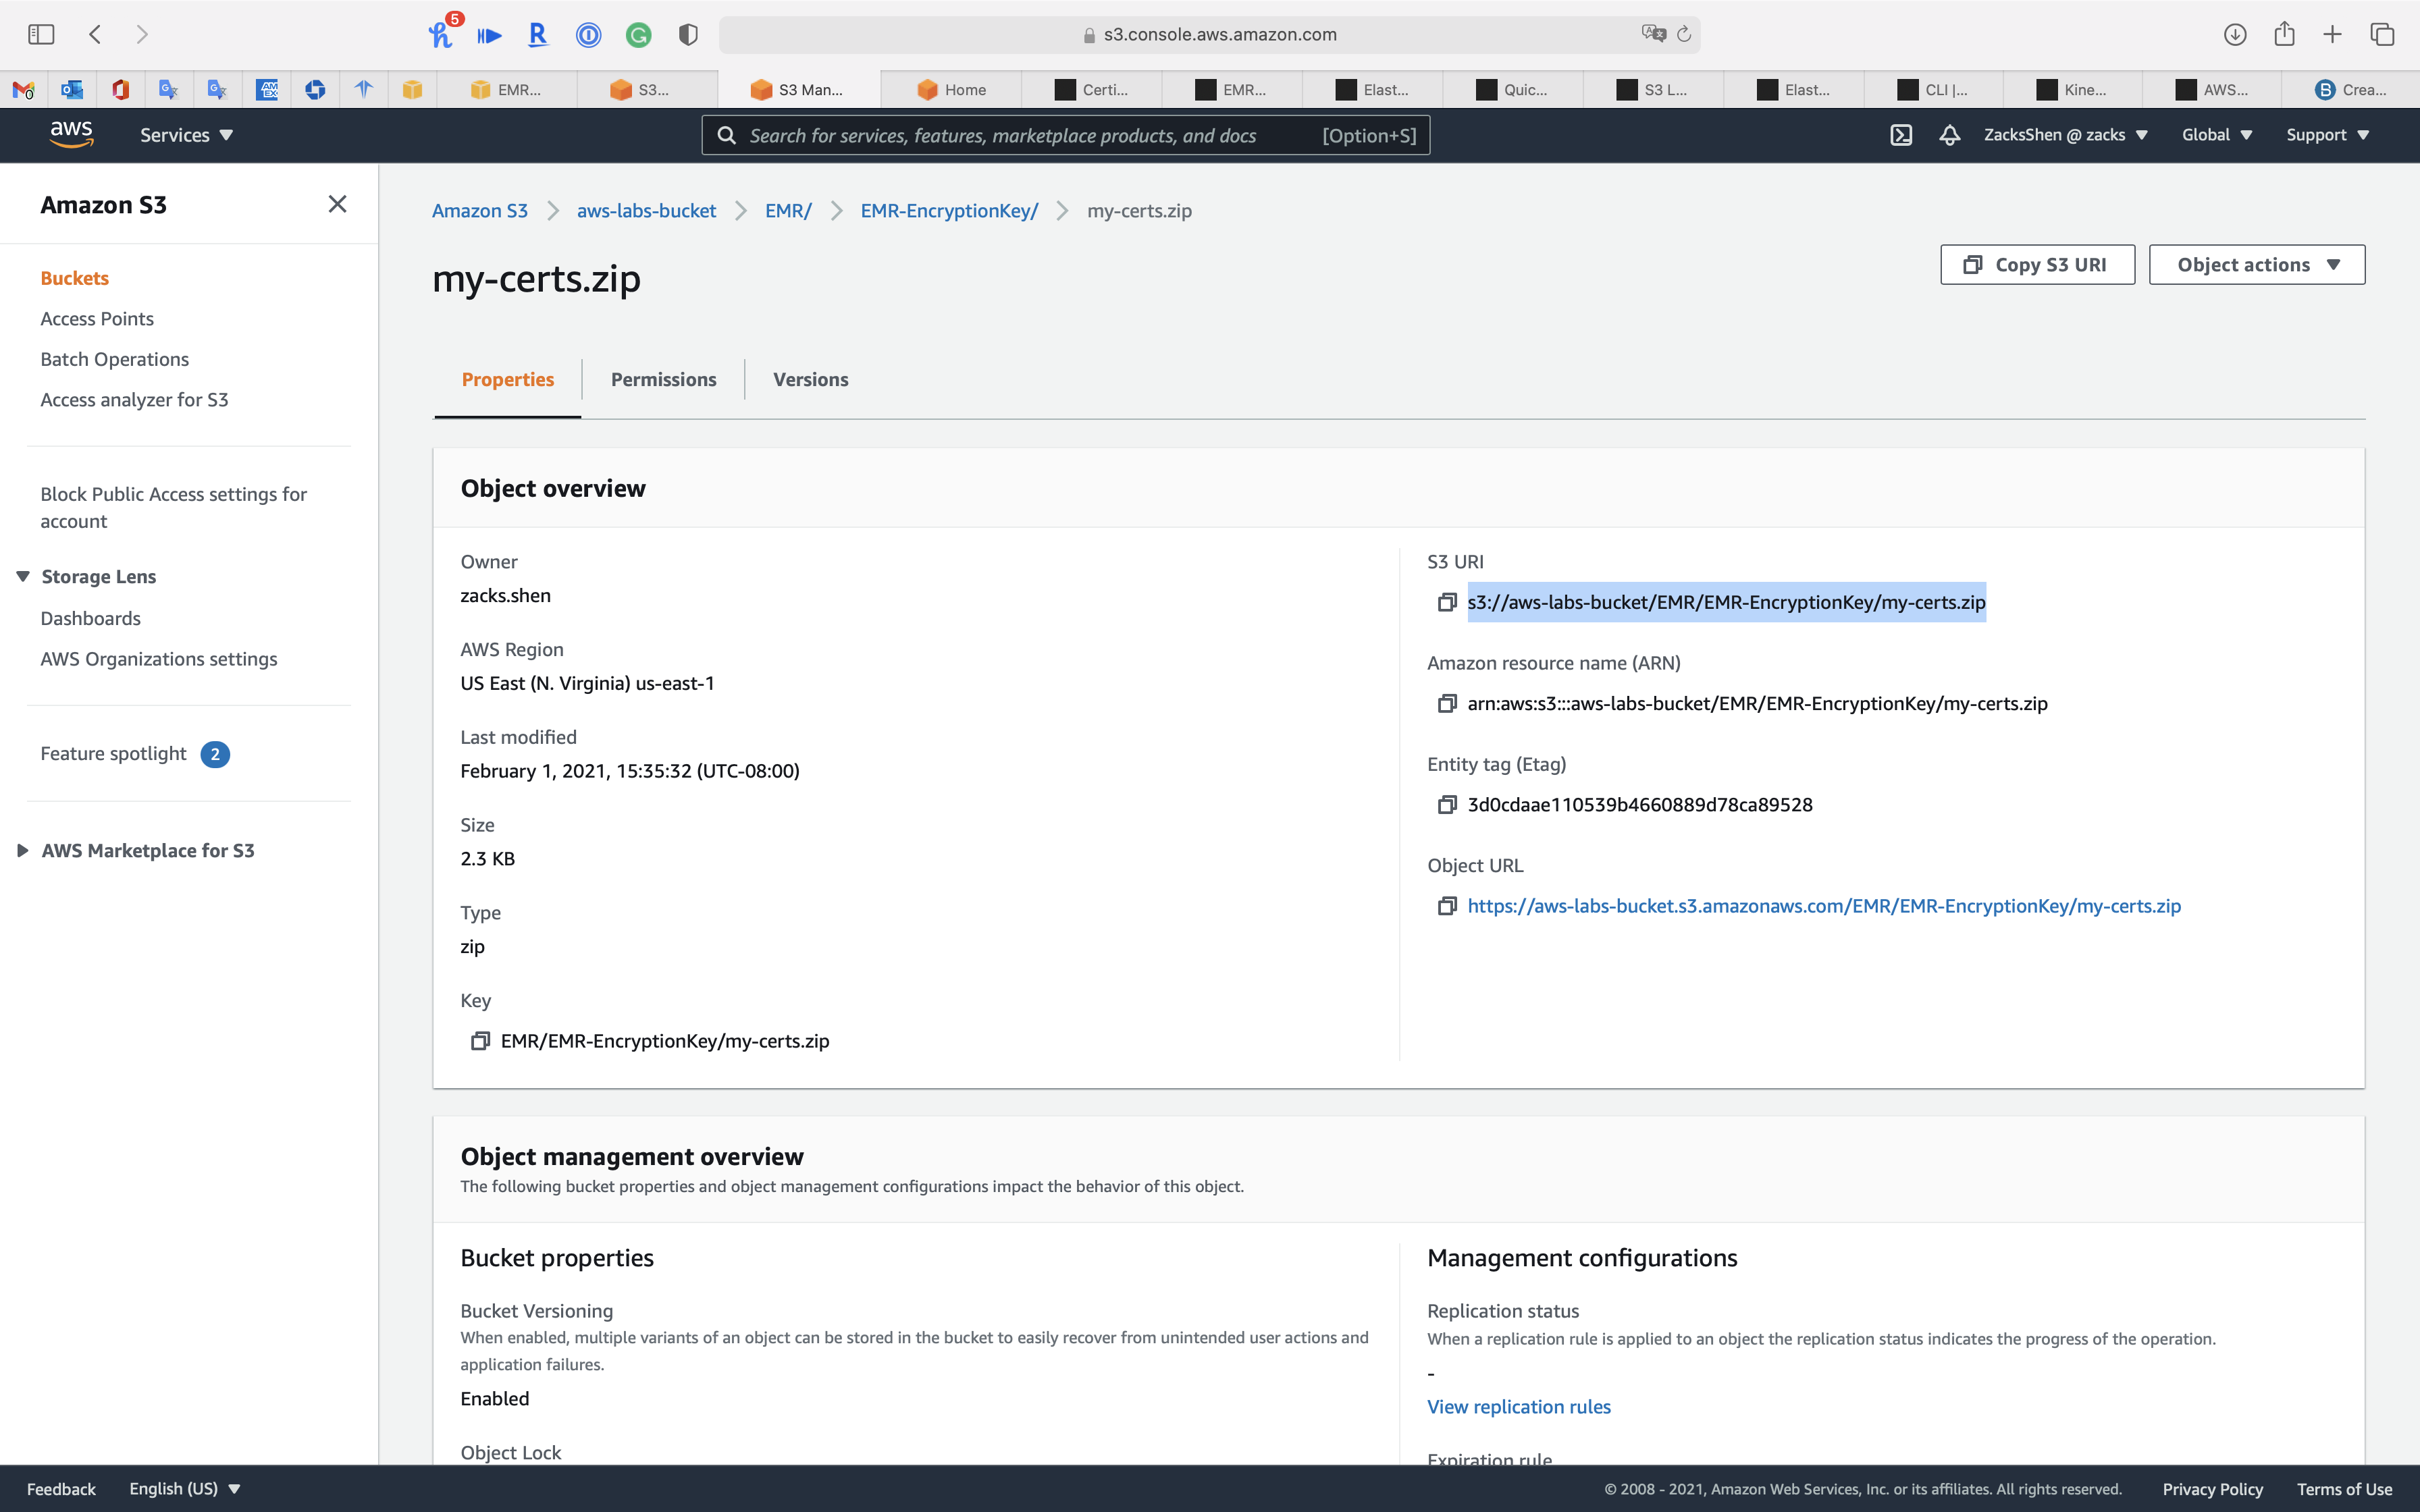 5
s3.console.aws.amazon.com
EMR...
S3...
S3 Man...
Home
Certi...
EMR...
Elast...
Quic...
S3 L...
Elast...
CLI |...
Kine...
AWS...
Crea...
aws
Services
Search for services, features, marketplace products, and docs
[Option+S]
ZacksShen @ zacks
Global
Support
Amazon S3
Buckets
Access Points
Batch Operations
Access analyzer for S3
Block Public Access settings for
account
Storage Lens
Dashboards
AWS Organizations settings
Feature spotlight 2
AWS Marketplace for S3
Amazon S3 > aws-labs-bucket > EMR/ > EMR-EncryptionKey/ > my-certs.zip
my-certs.zip
Copy S3 URI
Object actions
Properties
Permissions
Versions
Object overview
Owner
zacks.shen
AWS Region
US East (N. Virginia) us-east-1
Last modified
February 1, 2021, 15:35:32 (UTC-08:00)
Size
2.3 KB
Type
zip
Key
EMR/EMR-EncryptionKey/my-certs.zip
S3 URI
s3://aws-labs-bucket/EMR/EMR-EncryptionKey/my-certs.zip
Amazon resource name (ARN)
arn:aws:s3:::aws-labs-bucket/EMR/EMR-EncryptionKey/my-certs.zip
Entity tag (Etag)
3d0cdaae110539b4660889d78ca89528
Object URL
https://aws-labs-bucket.s3.amazonaws.com/EMR/EMR-EncryptionKey/my-certs.zip
Object management overview
The following bucket properties and object management configurations impact the behavior of this object.
Bucket properties
Bucket Versioning
When enabled, multiple variants of an object can be stored in the bucket to easily recover from unintended user actions and
application failures.
Enabled
Object Lock
Management configurations
Replication status
When a replication rule is applied to an object the replication status indicates the progress of the operation.
-
View replication rules
Expiration rule
Feedback
English (US)
© 2008 - 2021, Amazon Web Services, Inc. or its affiliates. All rights reserved.
Privacy Policy
Terms of Use